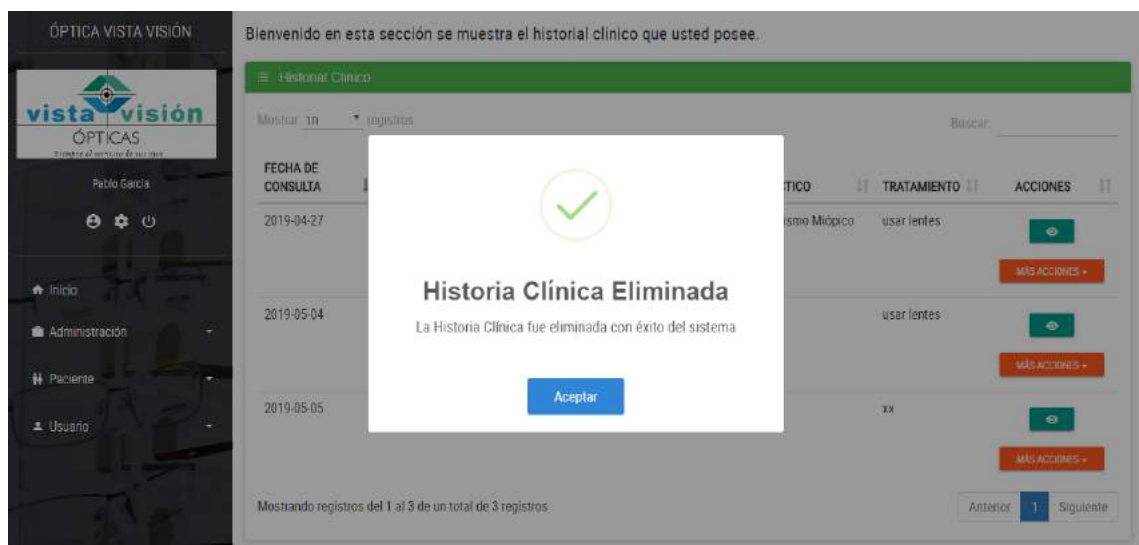 ÓPTICA VISTA VISIÓN
vista visión
ÓPTICAS
Pablo García
Inicio
Administración
Paciente
Usuario
Bienvenido en esta sección se muestra el historial clinico que usted posee.
Historial Clínico
Mostrar 10 registros
Buscar:
FECHA DE CONSULTA
TICO
TRATAMIENTO
ACCIONES
2019-04-27
ismo Miópico
usar lentes
MÁS ACCIONES
2019-05-04
usar lentes
MÁS ACCIONES
2019-05-05
xx
MÁS ACCIONES
Mostrando registros del 1 al 3 de un total de 3 registros
Anterior 1 Siguiente
Historia Clínica Eliminada
La Historia Clínica fue eliminada con éxito del sistema
Aceptar